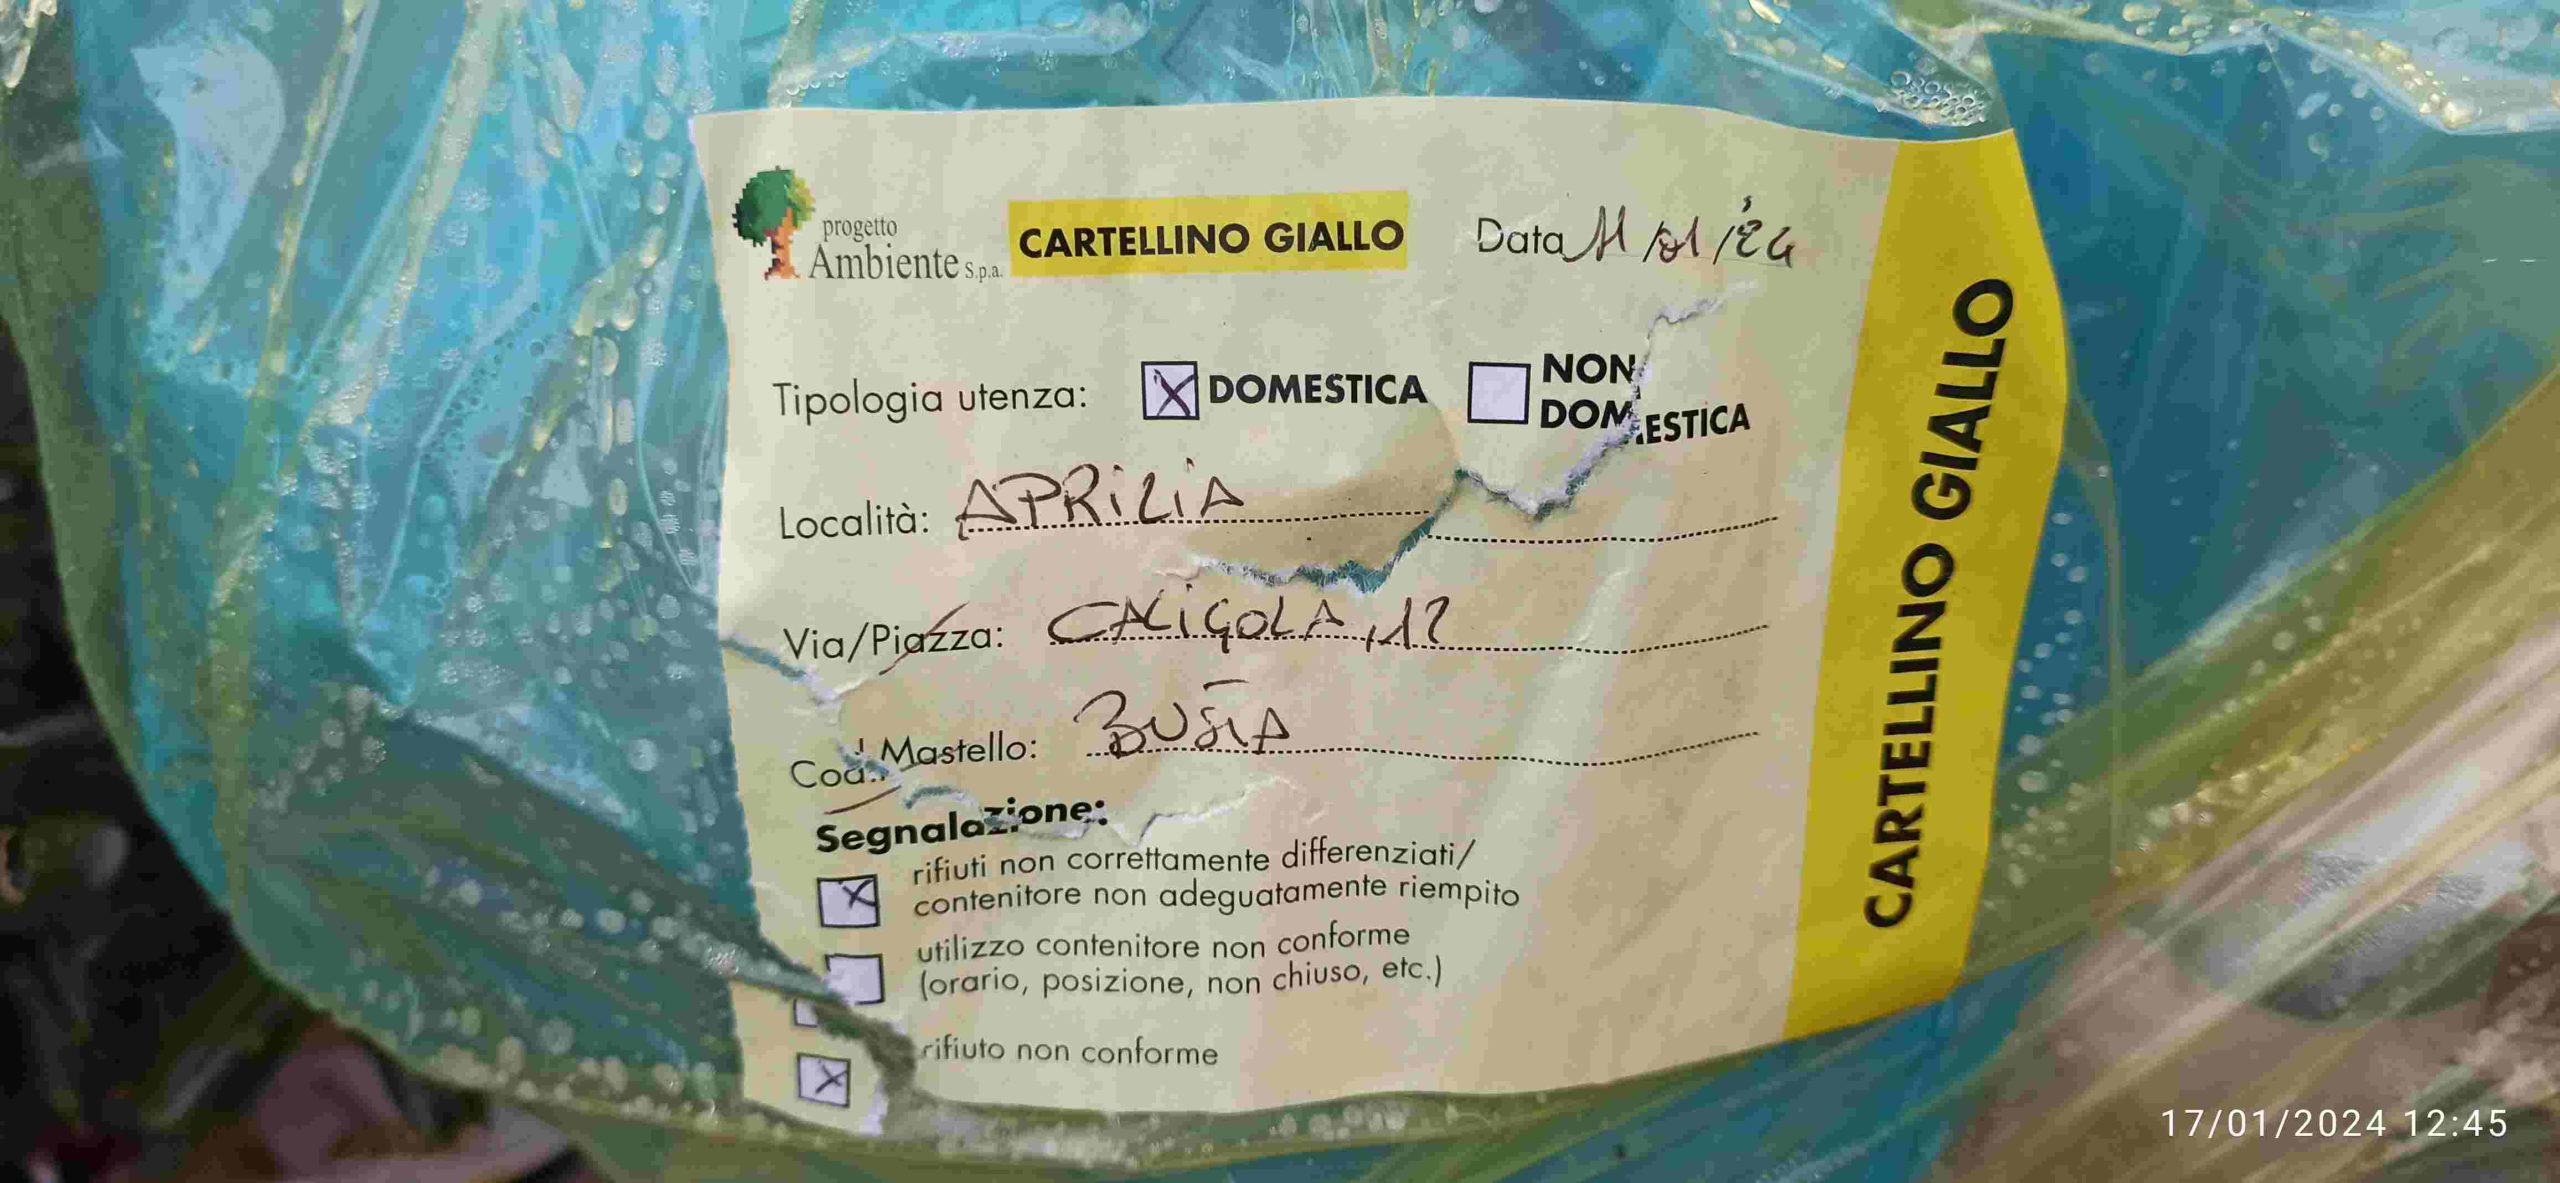 progetto
Ambiente s.p.a.
CARTELLINO GIALLO
Data 11/01/24
Tipologia utenza: DOMESTICA NON DOMESTICA
Località: APRILIA
Via/Piazza: CALIGOLA, 12
Cod. Mastello: BUSTA
Segnalazione:
rifiuti non correttamente differenziati/
contenitore non adeguatamente riempito
utilizzo contenitore non conforme
(orario, posizione, non chiuso, etc.)
rifiuto non conforme
CARTELLINO GIALLO
17/01/2024 12:45